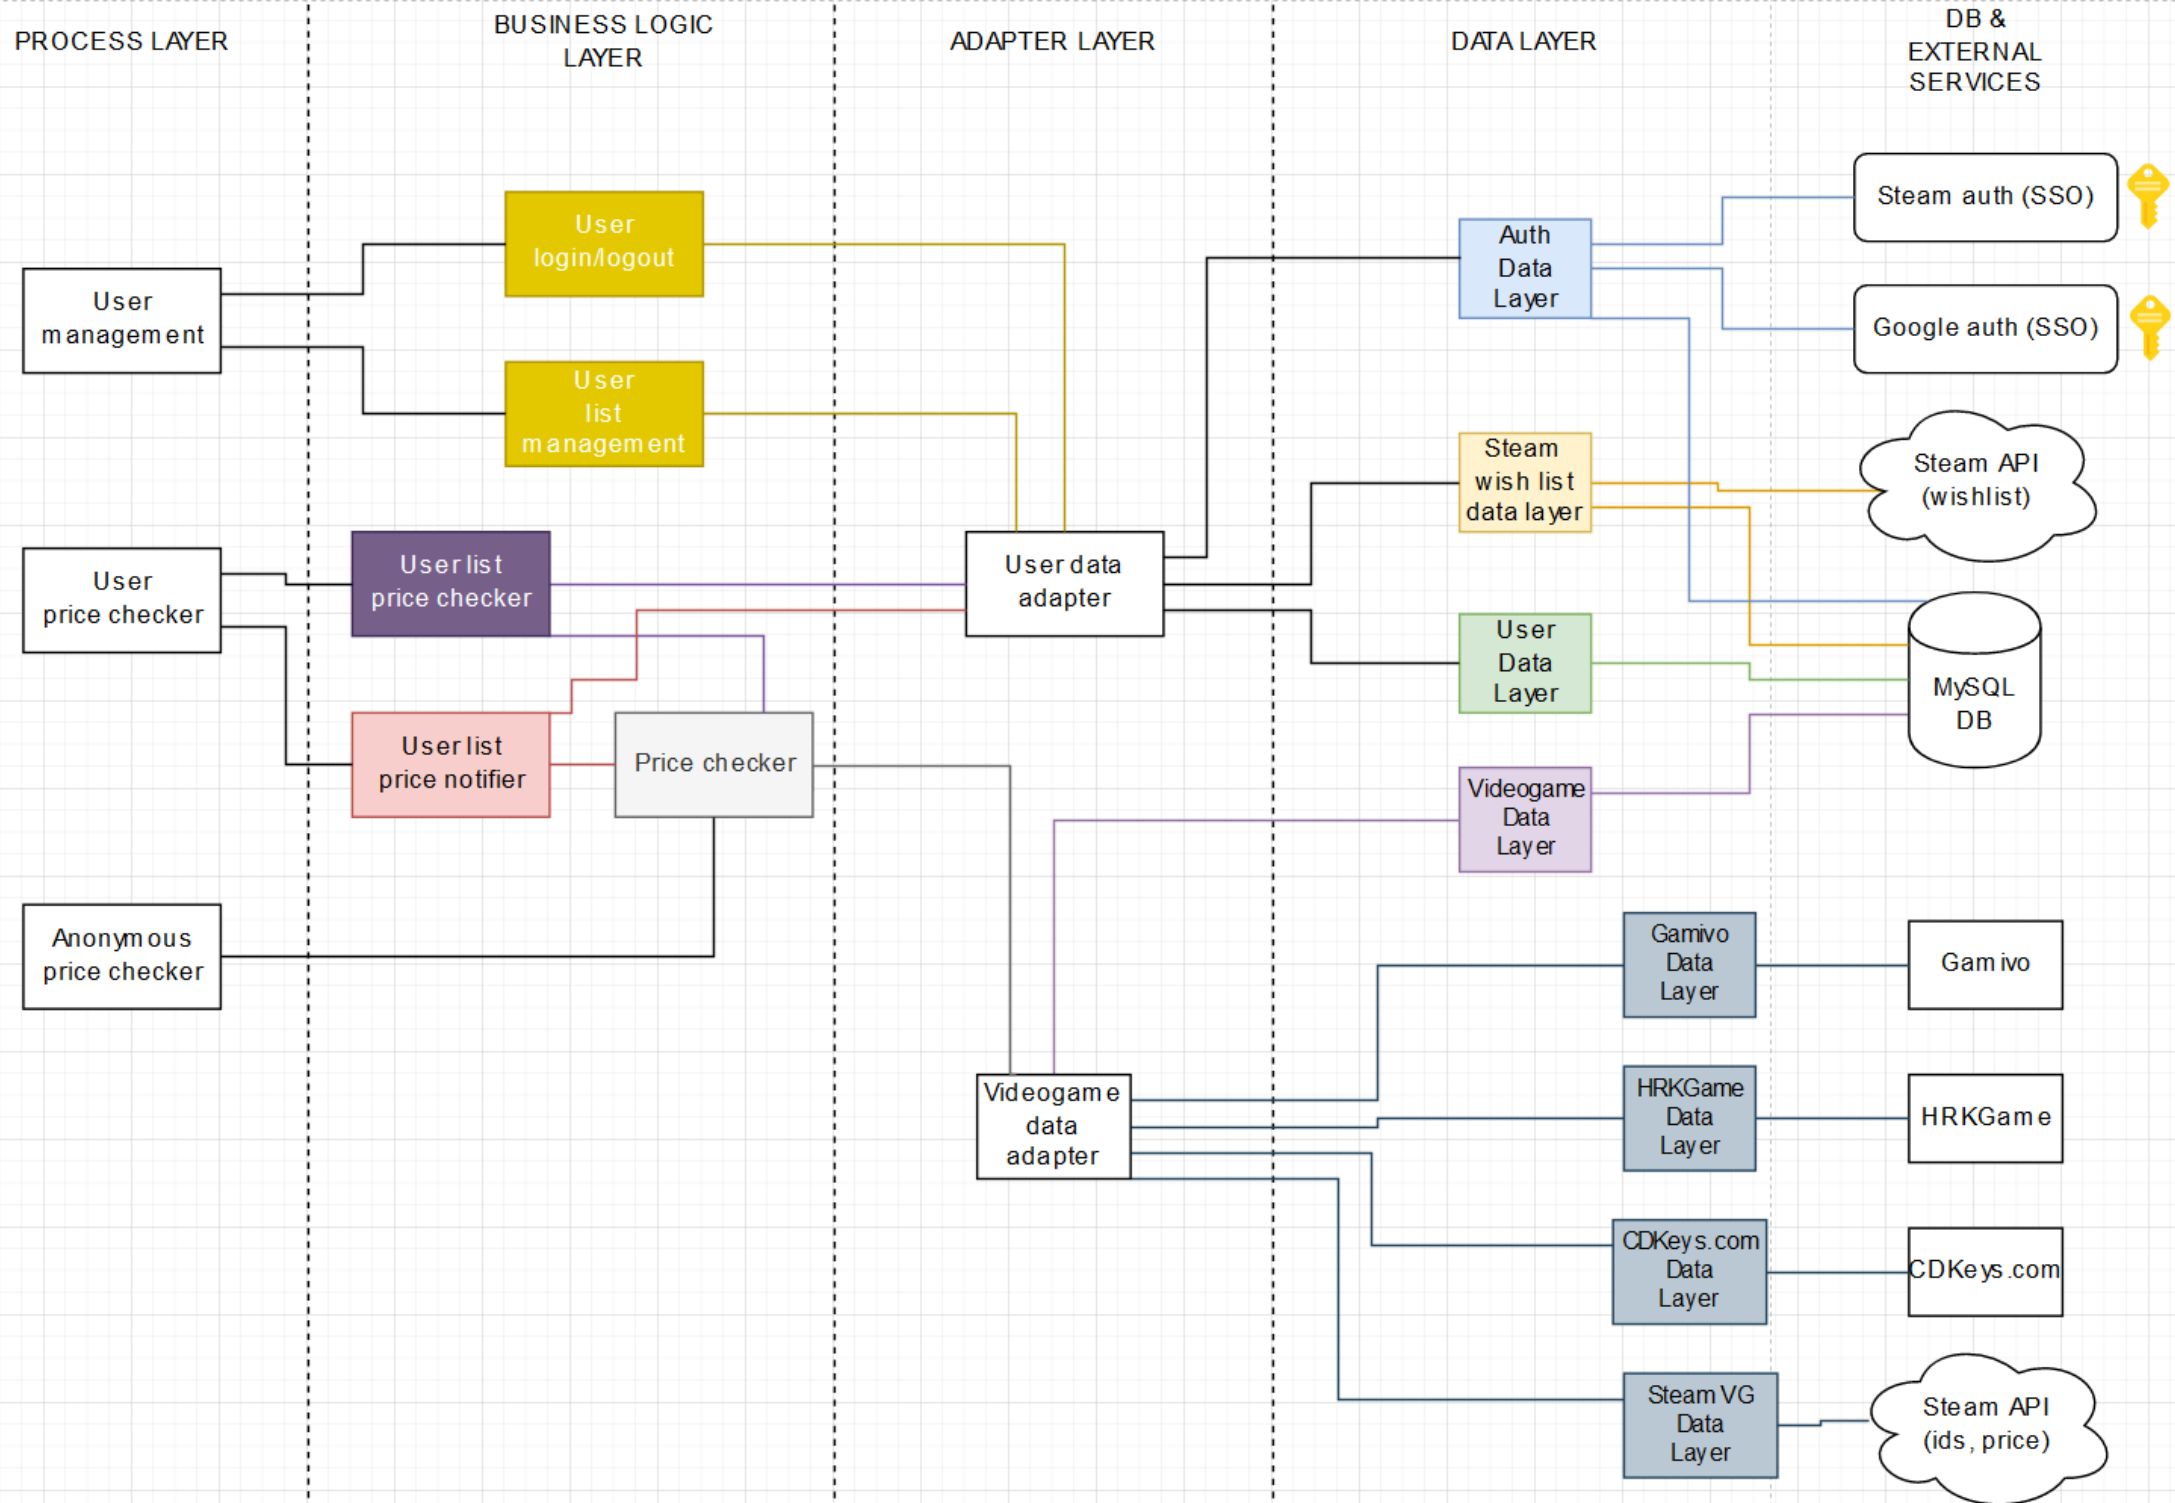 PROCESS LAYER
BUSINESS LOGIC
LAYER
ADAPTER LAYER
DATA LAYER
DB &
EXTERNAL
SERVICES
User
management
User
price checker
Anonymous
price checker
User
login/logout
User
list
management
User list
price checker
User list
price notifier
Price checker
User data
adapter
Videogame
data
adapter
Auth
Data
Layer
Steam
wish list
data layer
User
Data
Layer
Videogame
Data
Layer
Gamivo
Data
Layer
HRKGame
Data
Layer
CDKeys.com
Data
Layer
Steam VG
Data
Layer
Steam auth (SSO)
Google auth (SSO)
Steam API
(wishlist)
MySQL
DB
Gamivo
HRKGame
CDKeys.com
Steam API
(ids, price)